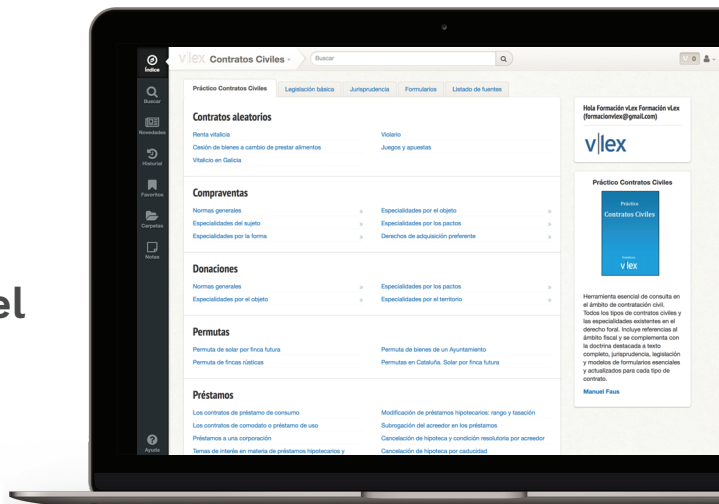 el
Índice
Buscar
Novedades
Historial
Favoritos
Carpetas
Notas
Ayuda
v|lex Contratos Civiles
Buscar
0
Práctico Contratos Civiles
Legislación básica
Jurisprudencia
Formularios
Listado de fuentes
Contratos aleatorios
Renta vitalicia
Violario
Cesión de bienes a cambio de prestar alimentos
Juegos y apuestas
Vitalicio en Galicia
Compraventas
Normas generales »
Especialidades por el objeto »
Especialidades del sujeto »
Especialidades por los pactos »
Especialidades por la forma »
Derechos de adquisición preferente »
Donaciones
Normas generales »
Especialidades por los pactos »
Especialidades por el objeto »
Especialidades por el territorio »
Permutas
Permuta de solar por finca futura
Permuta de bienes de un Ayuntamiento
Permuta de fincas rústicas
Permutas en Cataluña. Solar por finca futura
Préstamos
Los contratos de préstamo de consumo
Modificación de préstamos hipotecarios: rango y tasación
Los contratos de comodato o préstamo de uso
Subrogación del acreedor en los préstamos
Préstamos a una corporación
Cancelación de hipoteca y condición resolutoria por acreedor
Temas de interés en materia de préstamos hipotecarios y
Cancelación de hipoteca por caducidad
Hola Formación vLex Formación vLex
(formacionvlex@gmail.com)
v|lex
Práctico Contratos Civiles
Práctico
Contratos Civiles
v|lex
Herramienta esencial de consulta en
el ámbito de contratación civil.
Todos los tipos de contratos civiles y
las especialidades existentes en el
derecho foral. Incluye referencias al
ámbito fiscal y se complementa con
la doctrina destacada a texto
completo, jurisprudencia, legislación
y modelos de formularios esenciales
y actualizados para cada tipo de
contrato.
Manuel Faus